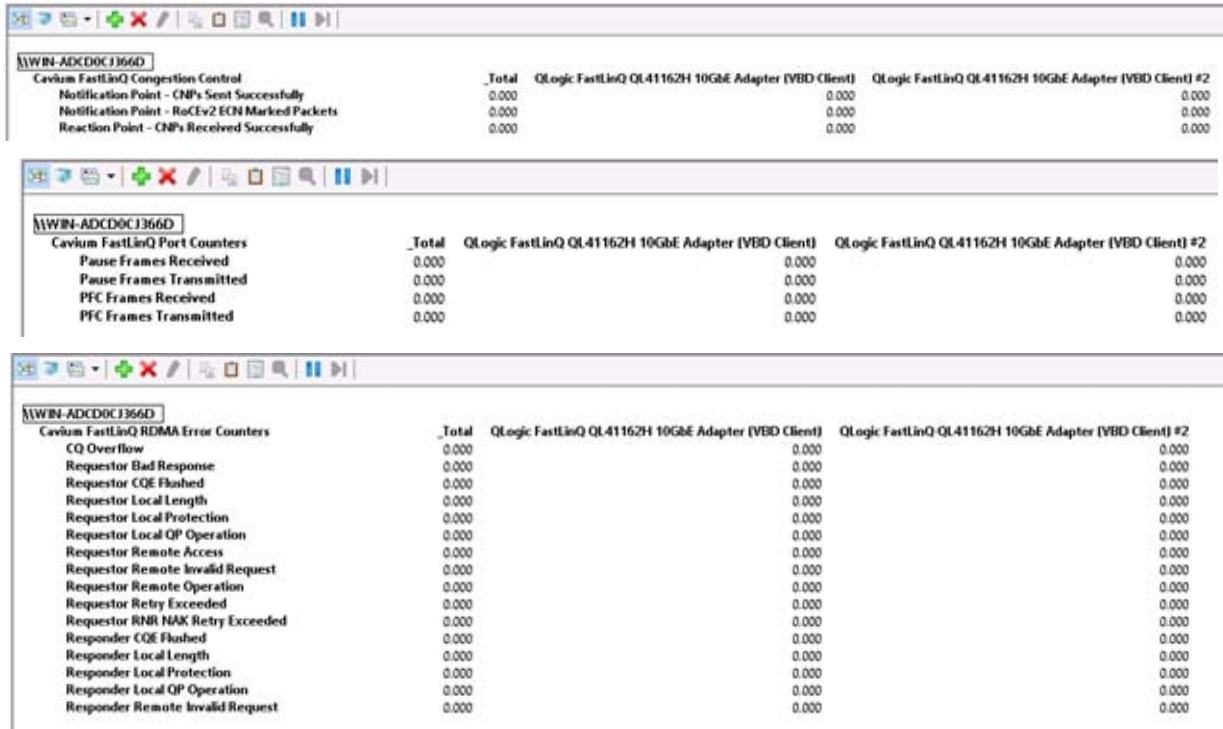 \\WIN-ADCD0CJ366D
Cavium FastLinQ Congestion Control _Total QLogic FastLinQ QL41162H 10GbE Adapter (VBD Client) QLogic FastLinQ QL41162H 10GbE Adapter (VBD Client) #2
Notification Point - CNPs Sent Successfully 0.000 0.000 0.000
Notification Point - RoCEv2 ECN Marked Packets 0.000 0.000 0.000
Reaction Point - CNPs Received Successfully 0.000 0.000 0.000
\\WIN-ADCD0CJ366D
Cavium FastLinQ Port Counters _Total QLogic FastLinQ QL41162H 10GbE Adapter (VBD Client) QLogic FastLinQ QL41162H 10GbE Adapter (VBD Client) #2
Pause Frames Received 0.000 0.000 0.000
Pause Frames Transmitted 0.000 0.000 0.000
PFC Frames Received 0.000 0.000 0.000
PFC Frames Transmitted 0.000 0.000 0.000
\\WIN-ADCD0CJ366D
Cavium FastLinQ RDMA Error Counters _Total QLogic FastLinQ QL41162H 10GbE Adapter (VBD Client) QLogic FastLinQ QL41162H 10GbE Adapter (VBD Client) #2
CQ Overflow 0.000 0.000 0.000
Requestor Bad Response 0.000 0.000 0.000
Requestor CQE Flushed 0.000 0.000 0.000
Requestor Local Length 0.000 0.000 0.000
Requestor Local Protection 0.000 0.000 0.000
Requestor Local QP Operation 0.000 0.000 0.000
Requestor Remote Access 0.000 0.000 0.000
Requestor Remote Invalid Request 0.000 0.000 0.000
Requestor Remote Operation 0.000 0.000 0.000
Requestor Retry Exceeded 0.000 0.000 0.000
Requestor RNR NAK Retry Exceeded 0.000 0.000 0.000
Responder CQE Flushed 0.000 0.000 0.000
Responder Local Length 0.000 0.000 0.000
Responder Local Protection 0.000 0.000 0.000
Responder Local QP Operation 0.000 0.000 0.000
Responder Remote Invalid Request 0.000 0.000 0.000